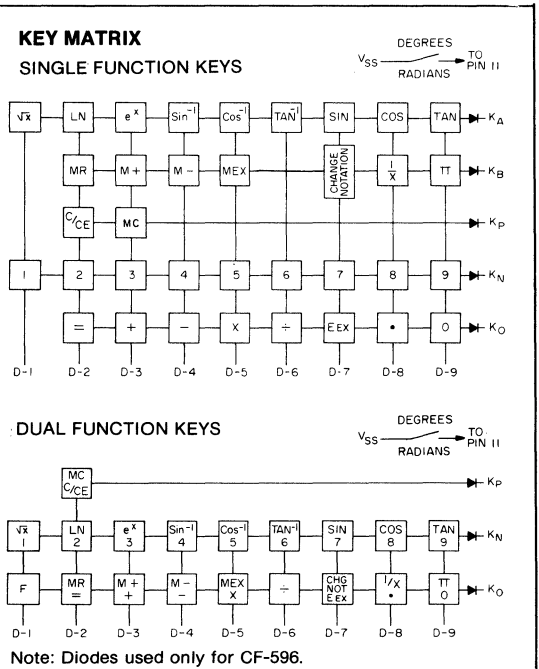 KEY MATRIX
SINGLE FUNCTION KEYS
DEGREES
VSS TO PIN 11
RADIANS
√x LN e^x Sin^-1 Cos^-1 TAN^-1 SIN COS TAN KA
MR M+ M- MEX CHANGE NOTATION 1/X π KB
C/CE MC KP
1 2 3 4 5 6 7 8 9 KN
= + - X ÷ EEX • 0 KO
D-1 D-2 D-3 D-4 D-5 D-6 D-7 D-8 D-9
DUAL FUNCTION KEYS
DEGREES
VSS TO PIN 11
RADIANS
MC C/CE KP
√x 1 LN 2 e^x 3 Sin^-1 4 Cos^-1 5 TAN^-1 6 SIN 7 COS 8 TAN 9 KN
F MR = M+ + M- - MEX X ÷ CHG NOT EEX 1/X • π 0 KO
D-1 D-2 D-3 D-4 D-5 D-6 D-7 D-8 D-9
Note: Diodes used only for CF-596.